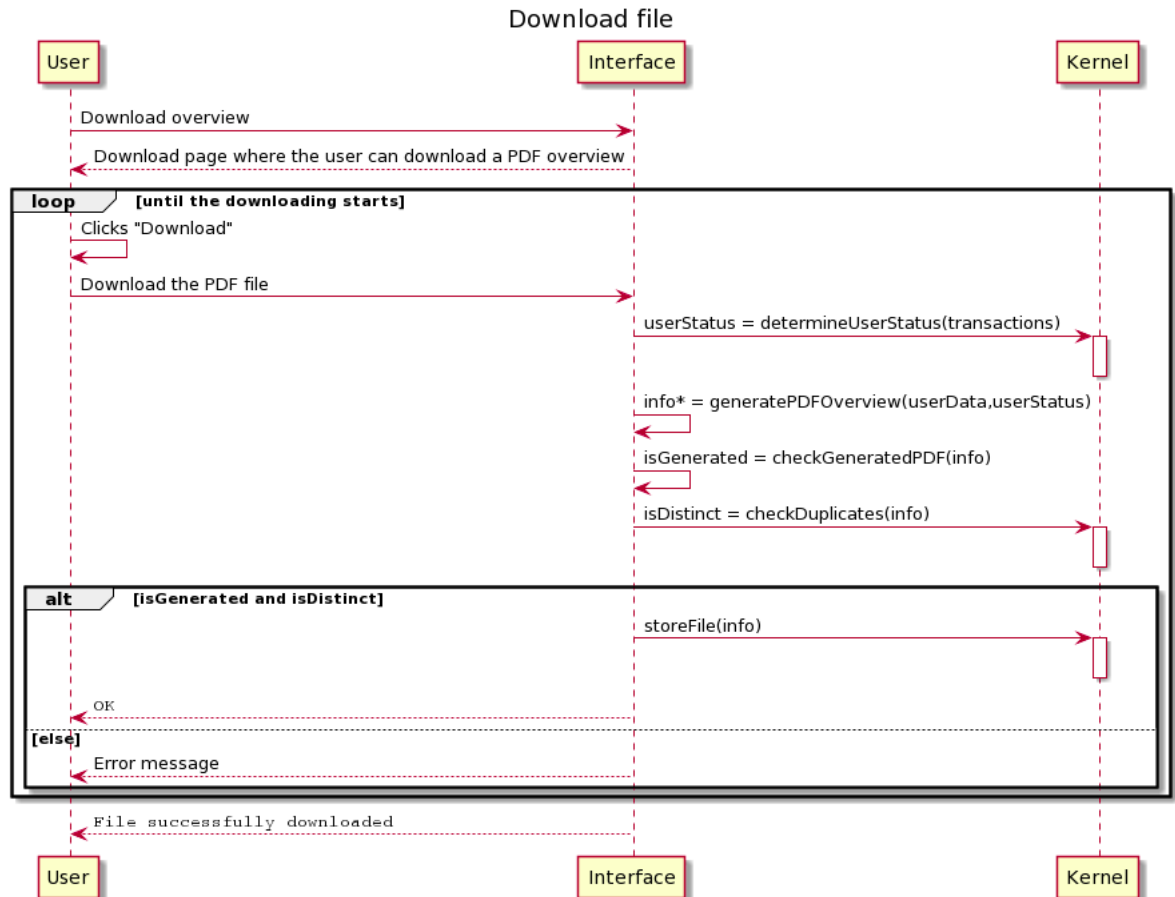 Download file
User
Interface
Kernel
Download overview
Download page where the user can download a PDF overview
loop
[until the downloading starts]
Clicks "Download"
Download the PDF file
userStatus = determineUserStatus(transactions)
info* = generatePDFOverview(userData,userStatus)
isGenerated = checkGeneratedPDF(info)
isDistinct = checkDuplicates(info)
alt
[isGenerated and isDistinct]
storeFile(info)
OK
[else]
Error message
File successfully downloaded
User
Interface
Kernel